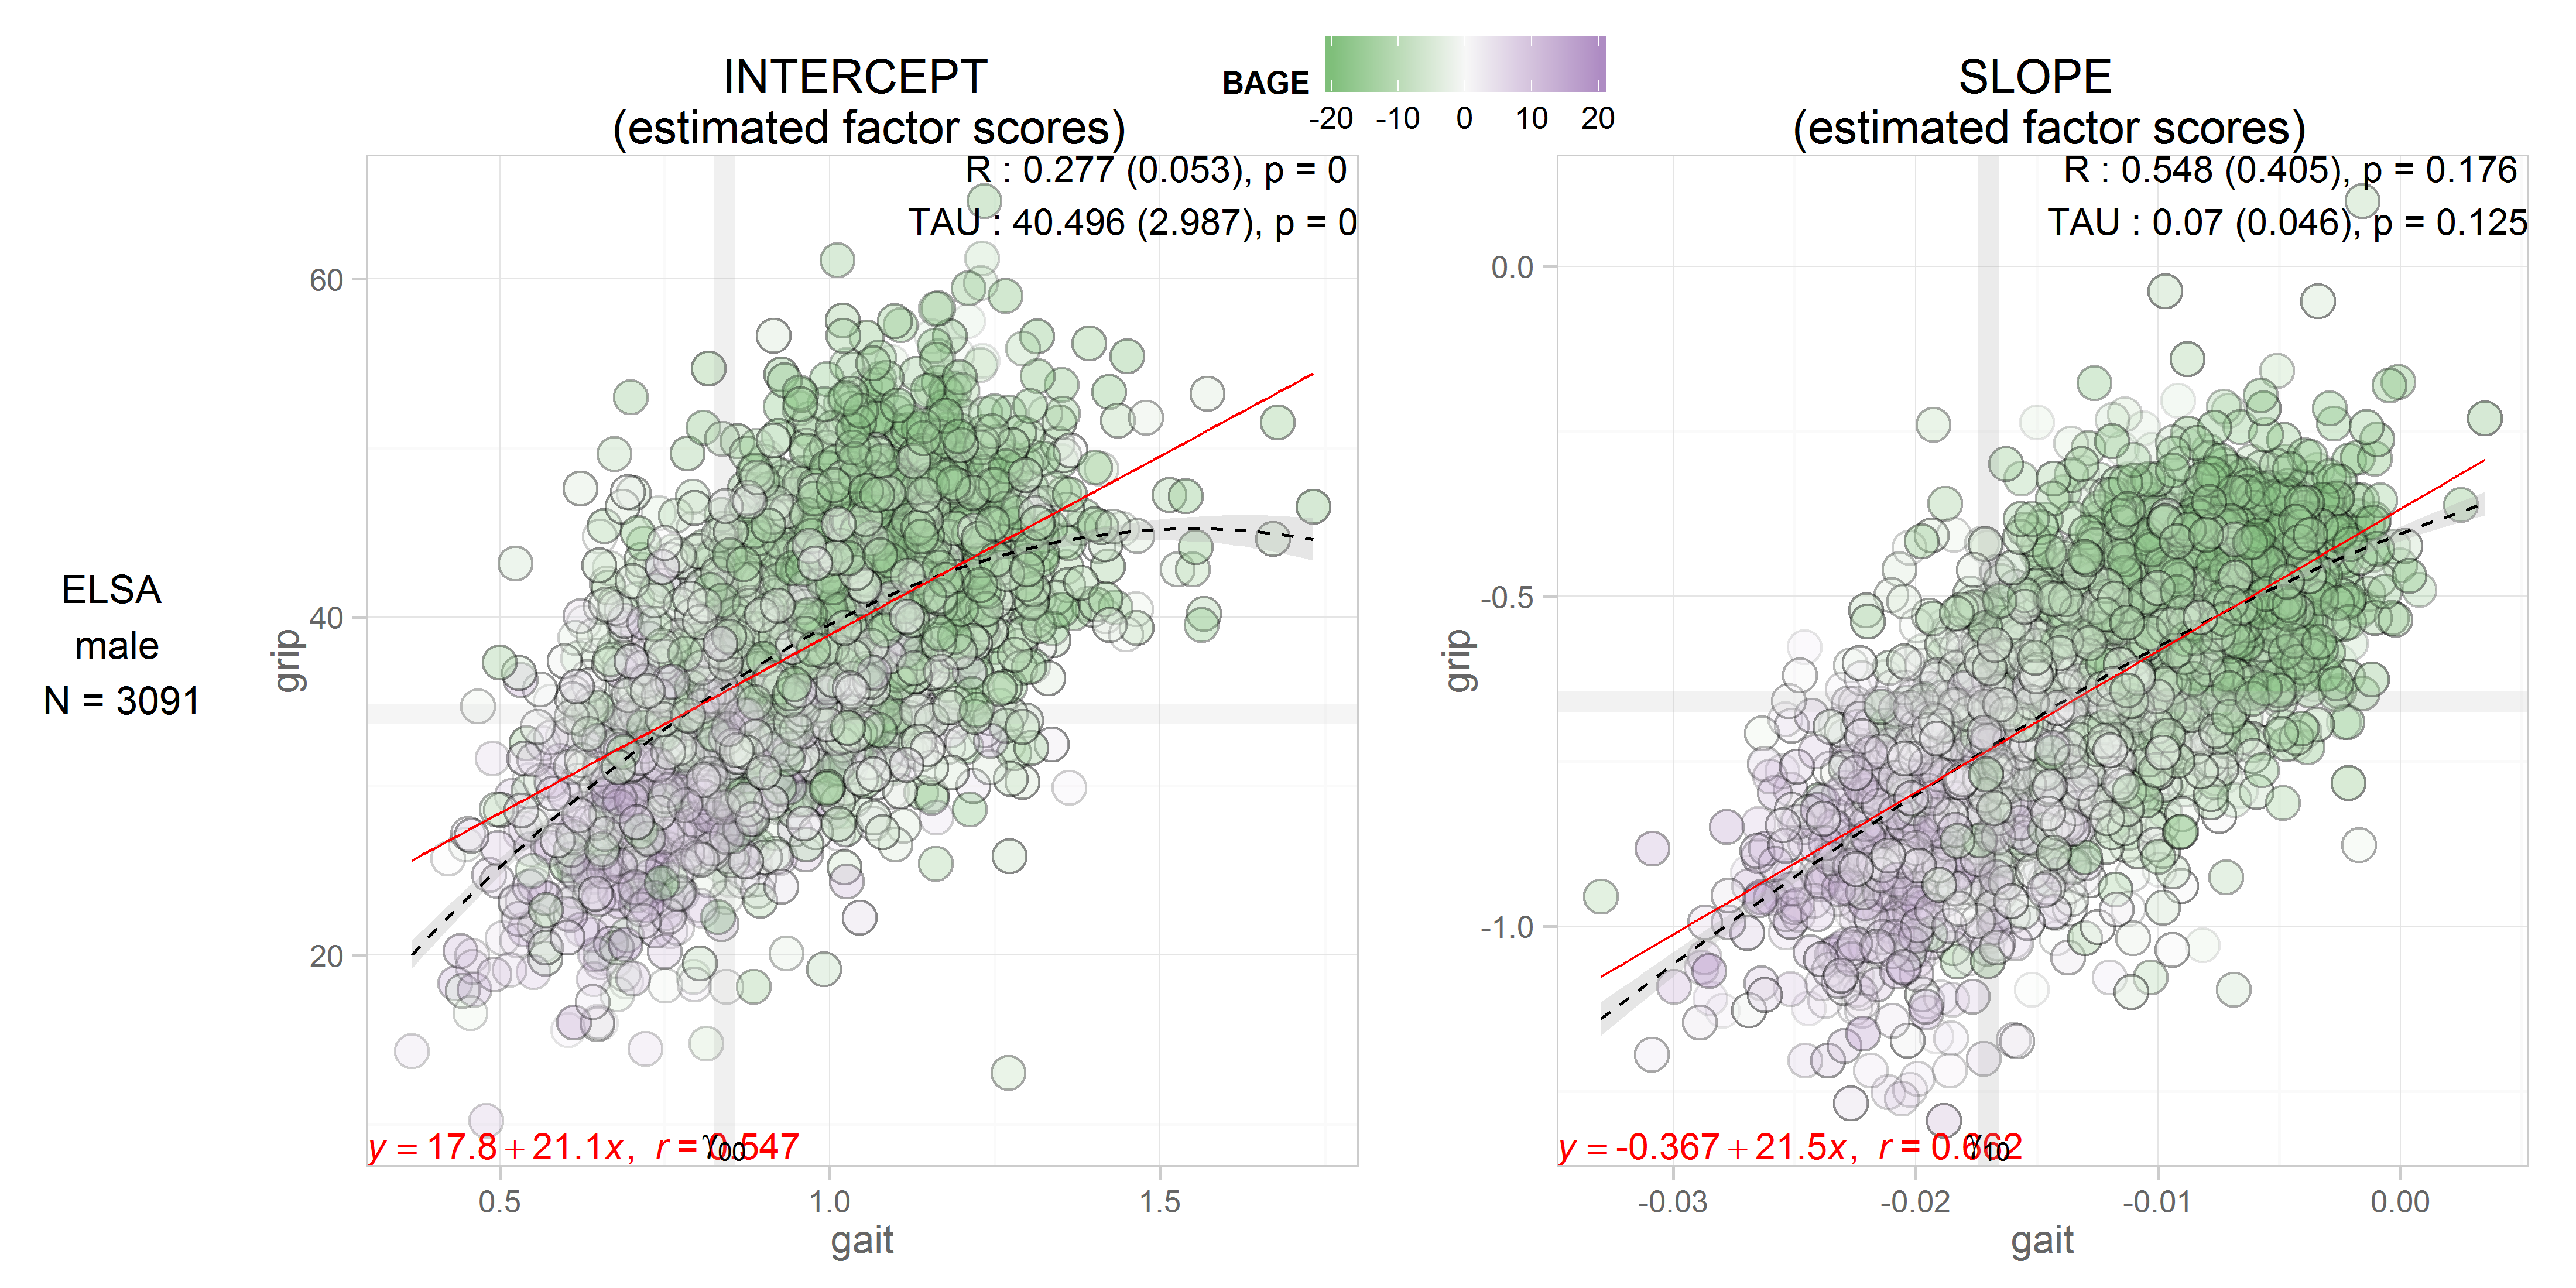 INTERCEPT
(estimated factor scores)
BAGE
-20 -10 0 10 20
SLOPE
(estimated factor scores)
R : 0.277 (0.053), p = 0
TAU : 40.496 (2.987), p = 0
R : 0.548 (0.405), p = 0.176
TAU : 0.07 (0.046), p = 0.125
ELSA
male
N = 3091
grip
60
40
20
y = 17.8 + 21.1x, r = 0.547
γ00
0.5 1.0 1.5
gait
grip
0.0
-0.5
-1.0
y = -0.367 + 21.5x, r = 0.662
γ10
-0.03 -0.02 -0.01 0.00
gait